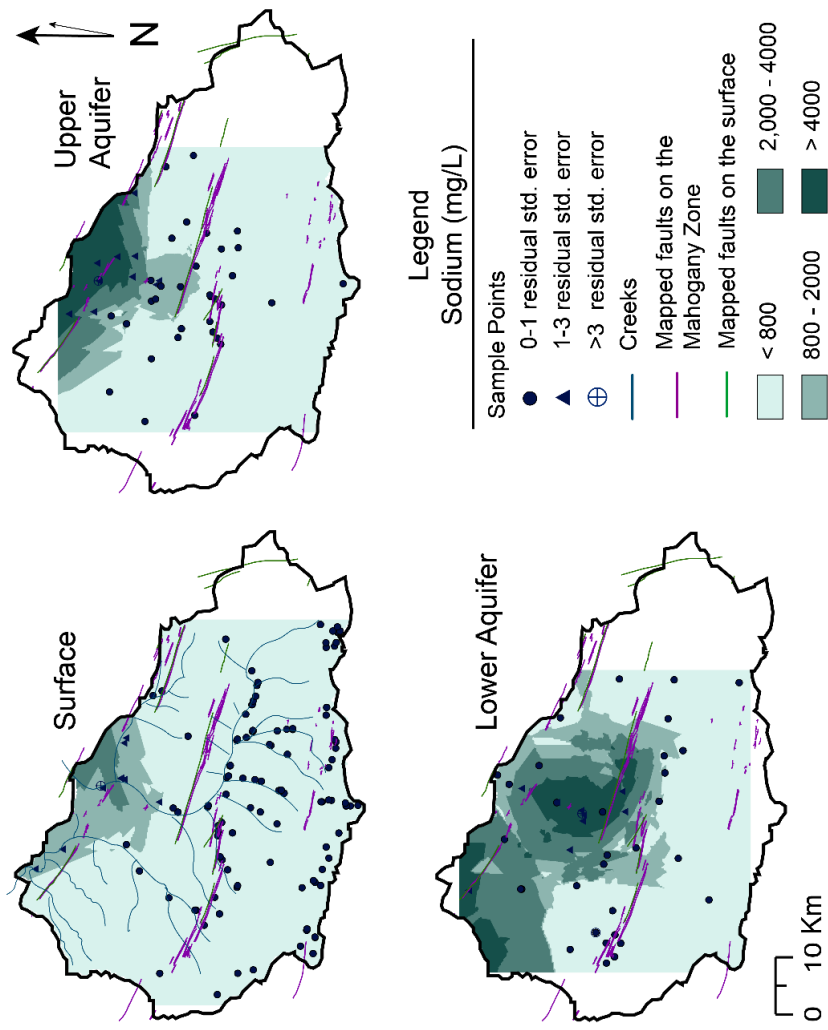 N
Upper
Aquifer
Surface
Lower Aquifer
Legend
Sodium (mg/L)
Sample Points
0-1 residual std. error
1-3 residual std. error
>3 residual std. error
Creeks
Mapped faults on the
Mahogany Zone
Mapped faults on the surface
< 800
2,000 - 4000
800 - 2000
> 4000
0
10 Km